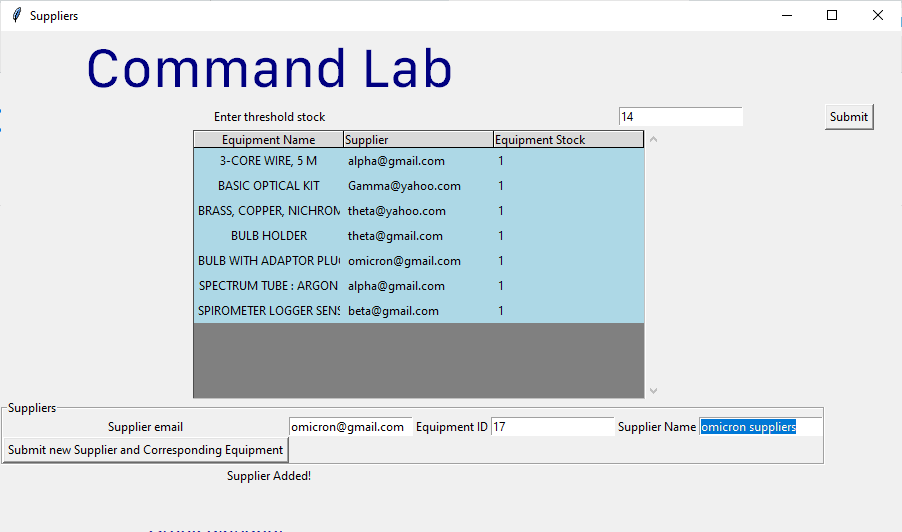 Suppliers
Command Lab
Enter threshold stock 14 Submit
Equipment Name Supplier Equipment Stock
3-CORE WIRE, 5 M alpha@gmail.com 1
BASIC OPTICAL KIT Gamma@yahoo.com 1
BRASS, COPPER, NICHROM theta@yahoo.com 1
BULB HOLDER theta@gmail.com 1
BULB WITH ADAPTOR PLU omicron@gmail.com 1
SPECTRUM TUBE : ARGON alpha@gmail.com 1
SPIROMETER LOGGER SENS beta@gmail.com 1
Suppliers
Supplier email omicron@gmail.com Equipment ID 17 Supplier Name omicron suppliers
Submit new Supplier and Corresponding Equipment
Supplier Added!